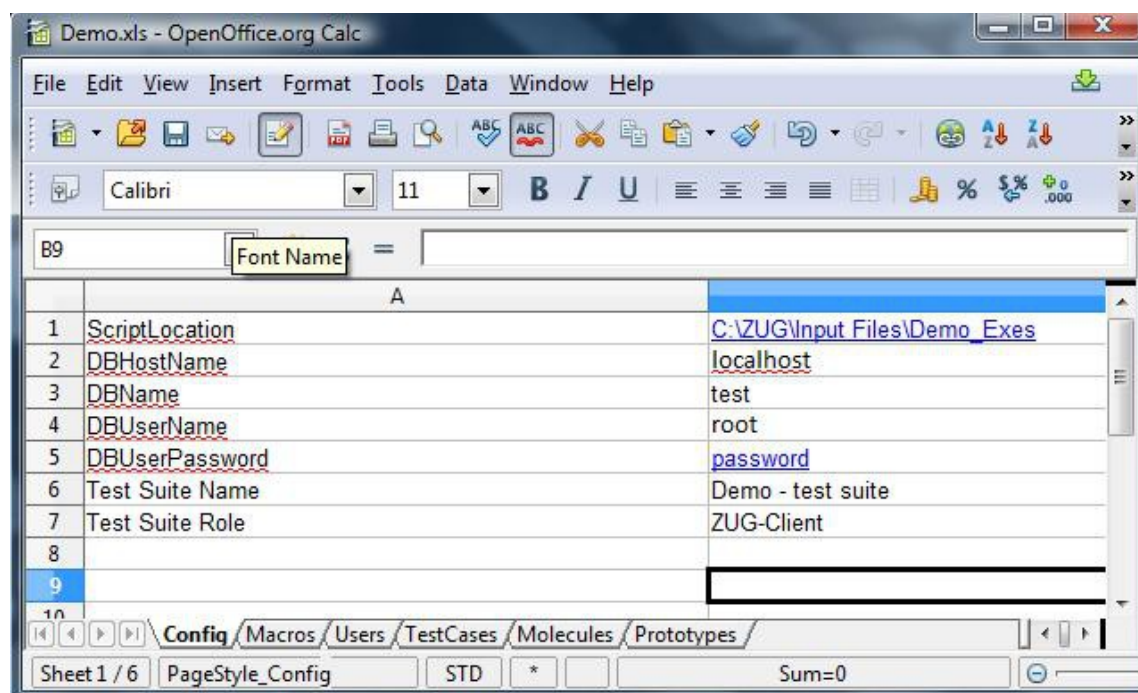 Demo.xls - OpenOffice.org Calc
File Edit View Insert Format Tools Data Window Help
ABC ABC
Calibri 11 B I U % $% .000
B9 Font Name =
A
1 ScriptLocation C:\ZUG\Input Files\Demo_Exes
2 DBHostName localhost
3 DBName test
4 DBUserName root
5 DBUserPassword password
6 Test Suite Name Demo - test suite
7 Test Suite Role ZUG-Client
8
9
10
Config Macros Users TestCases Molecules Prototypes
Sheet 1 / 6 PageStyle_Config STD * Sum=0